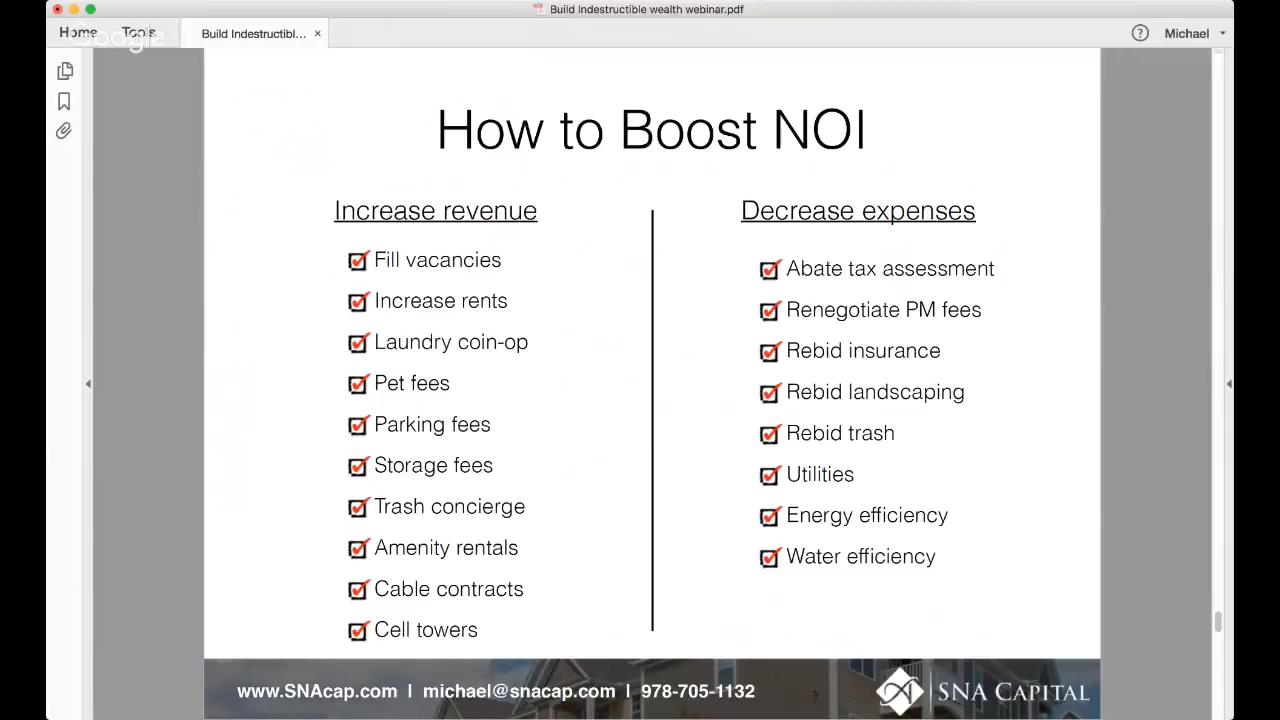 Build Indestructible wealth webinar.pdf
Home
Tools
Google
Build Indestructibl...
×
?
Michael
How to Boost NOI
Increase revenue
Fill vacancies
Increase rents
Laundry coin-op
Pet fees
Parking fees
Storage fees
Trash concierge
Amenity rentals
Cable contracts
Cell towers
Decrease expenses
Abate tax assessment
Renegotiate PM fees
Rebid insurance
Rebid landscaping
Rebid trash
Utilities
Energy efficiency
Water efficiency
www.SNAcap.com | michael@snacap.com | 978-705-1132
SNA CAPITAL